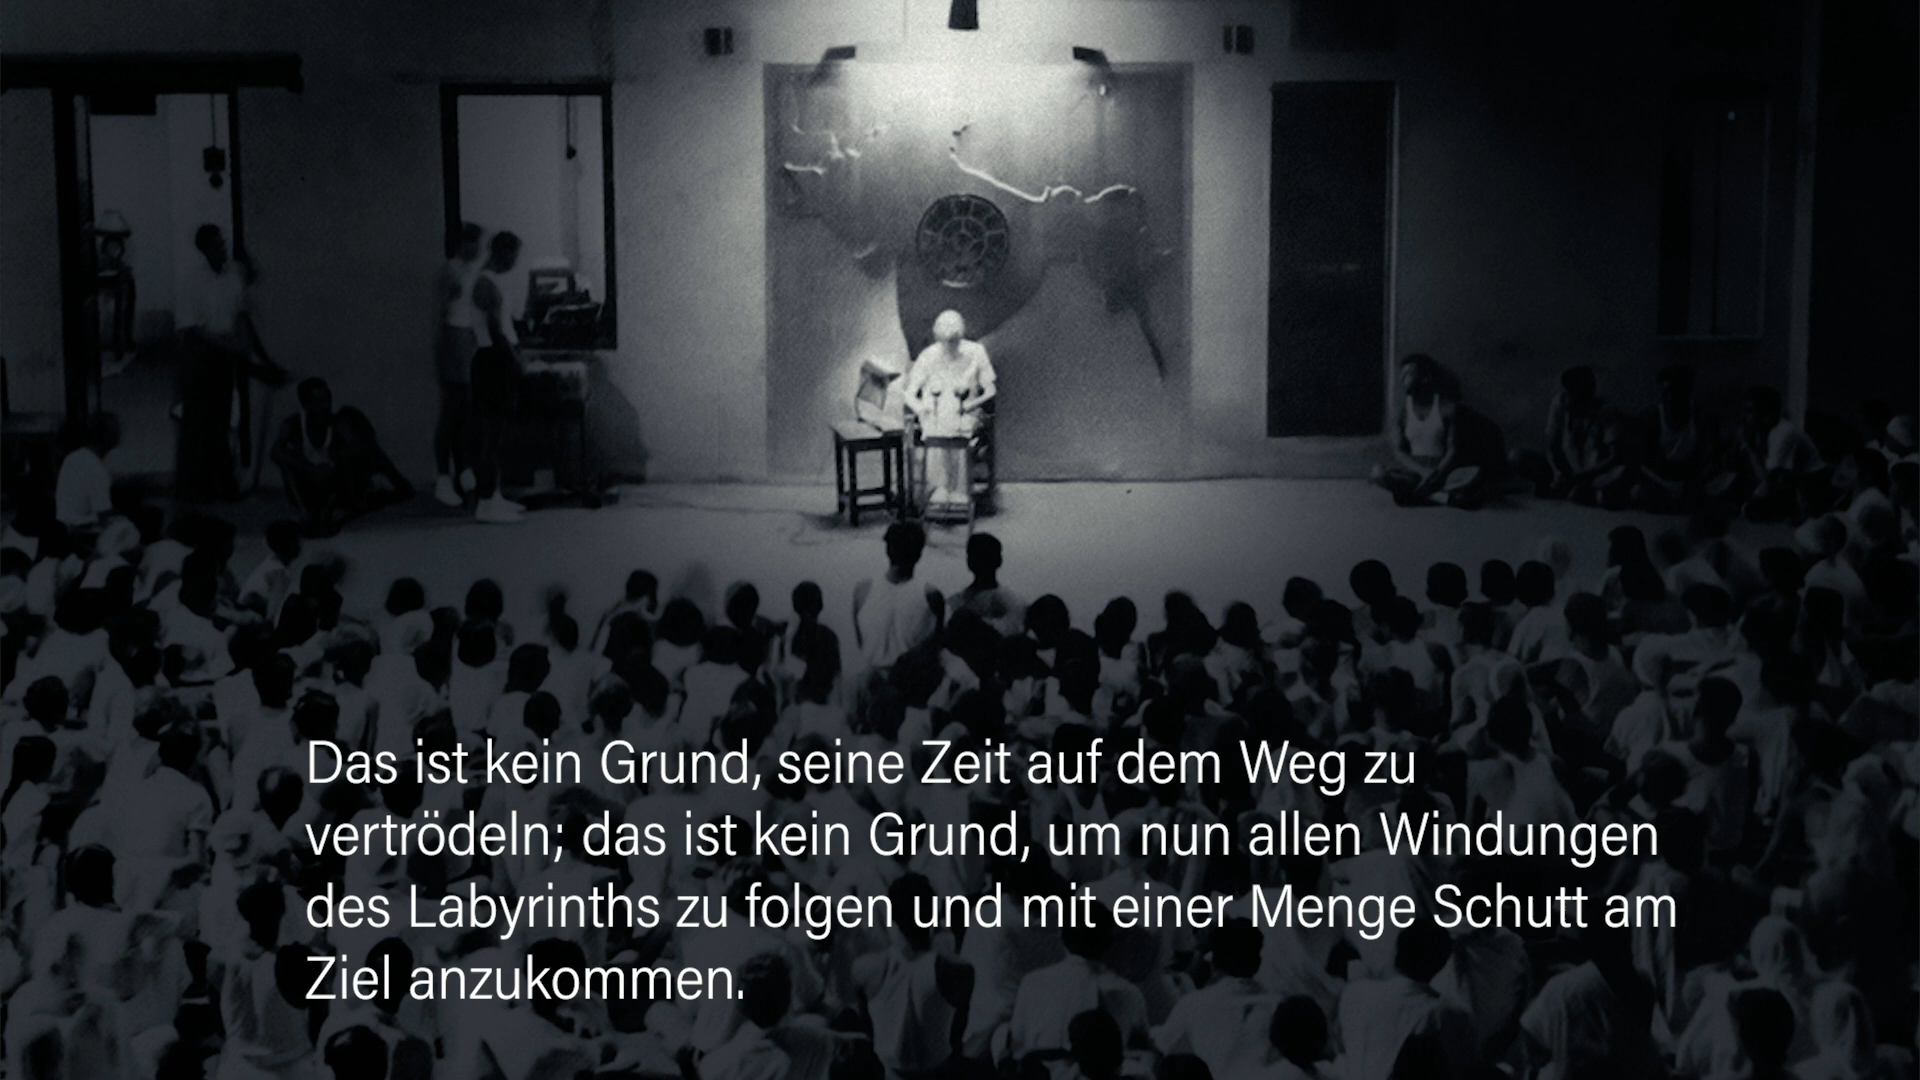 Das ist kein Grund, seine Zeit auf dem Weg zu
vertrödeln; das ist kein Grund, um nun allen Windungen
des Labyrinths zu folgen und mit einer Menge Schutt am
Ziel anzukommen.